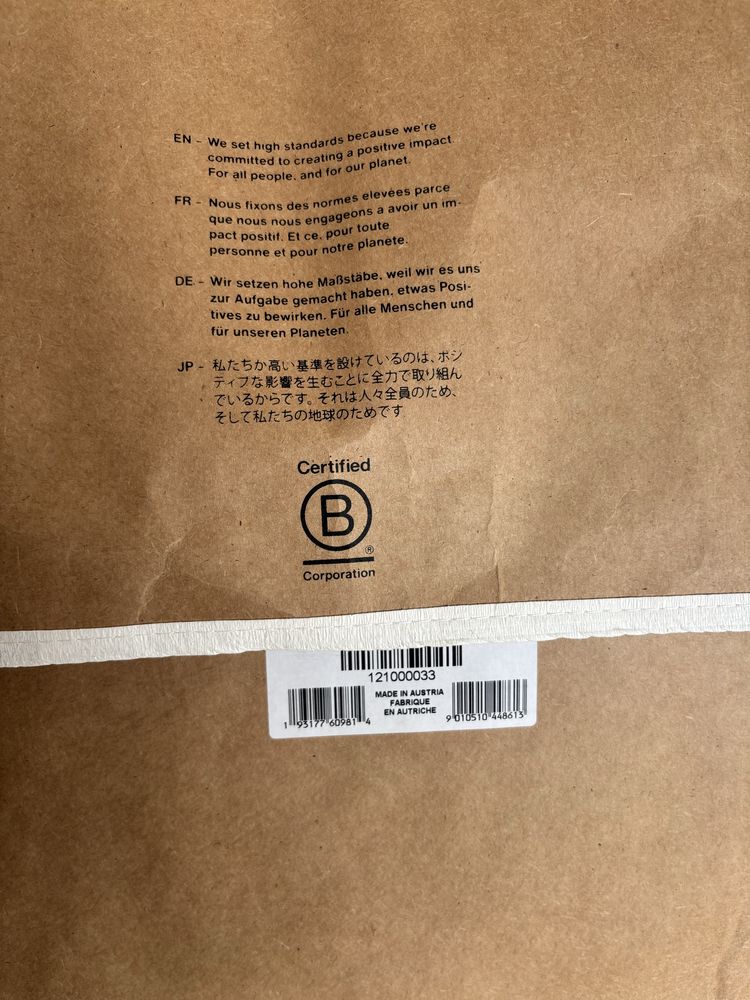 EN - We set high standards because we're
committed to creating a positive impact.
For all people, and for our planet.
FR - Nous fixons des normes elevées parce
que nous nous engageons a avoir un im-
pact positif. Et ce, pour toute
personne et pour notre planète.
DE - Wir setzen hohe Maßstäbe, weil wir es uns
zur Aufgabe gemacht haben, etwas Posi-
tives zu bewirken. Für alle Menschen und
für unseren Planeten.
JP - 私たちか高い基準を設けているのは、ポシ
ティフな影響を生むことに全力で取り組ん
でいるからです。それは人々全員のため、
そして私たちの地球のためです
Certified
B
®
Corporation
121000033
MADE IN AUSTRIA
FABRIQUE
EN AUTRICHE
1 93177 60981 4
9 010510 448613